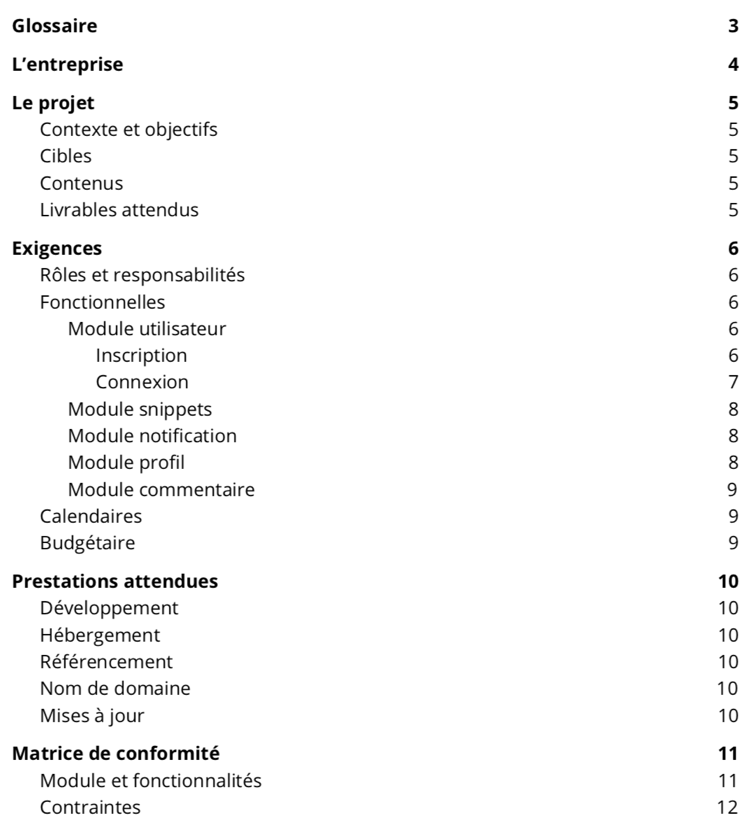 Glossaire 3
L’entreprise 4
Le projet 5
Contexte et objectifs 5
Cibles 5
Contenus 5
Livrables attendus 5
Exigences 6
Rôles et responsabilités 6
Fonctionnelles 6
Module utilisateur 6
Inscription 6
Connexion 7
Module snippets 8
Module notification 8
Module profil 8
Module commentaire 9
Calendaires 9
Budgétaire 9
Prestations attendues 10
Développement 10
Hébergement 10
Référencement 10
Nom de domaine 10
Mises à jour 10
Matrice de conformité 11
Module et fonctionnalités 11
Contraintes 12